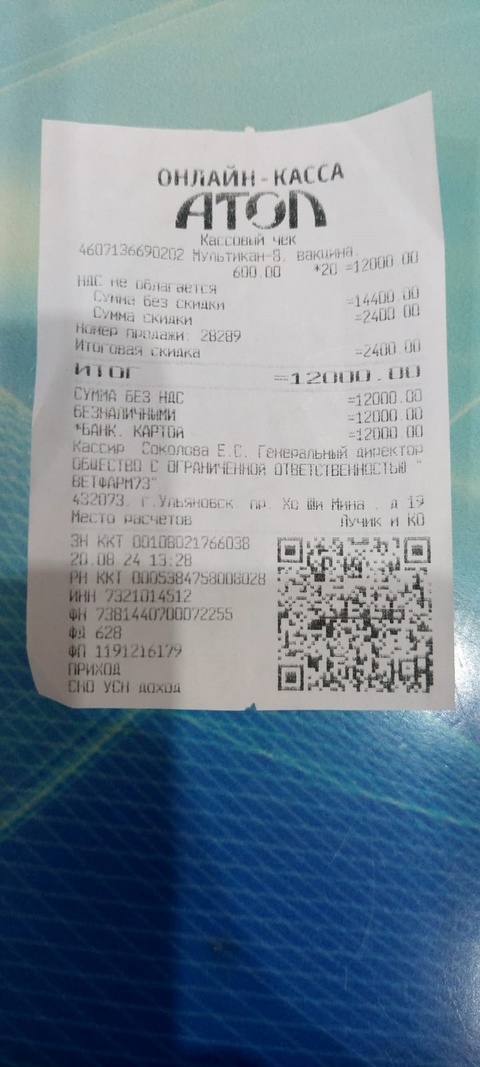 ОНЛАЙН-КАССА
АТОЛ
Кассовый чек
4607136690202 Мультикан-8, вакцина,
600.00 *20 =12000.00
НДС не облагается
Сумма без скидки =14400.00
Сумма скидки =2400.00
Номер продажи: 28289
Итоговая скидка =2400.00
ИТОГ =12000.00
СУММА БЕЗ НДС =12000.00
БЕЗНАЛИЧНЫМИ =12000.00
*БАНК. КАРТОЙ =12000.00
Кассир Соколова Е.С. Генеральный директор
ОБЩЕСТВО С ОГРАНИЧЕННОЙ ОТВЕТСТВЕННОСТЬЮ "
ВЕТФАРМ73"
432073, г.Ульяновск, пр. Хо Ши Мина , д 19
Место расчетов Лучик и КО
ЗН ККТ 00108021766038
20.08.24 13:28
РН ККТ 0005384758008028
ИНН 7321014512
ФН 7381440700072255
ФД 628
ФП 1191216179
ПРИХОД
СНО УСН доход